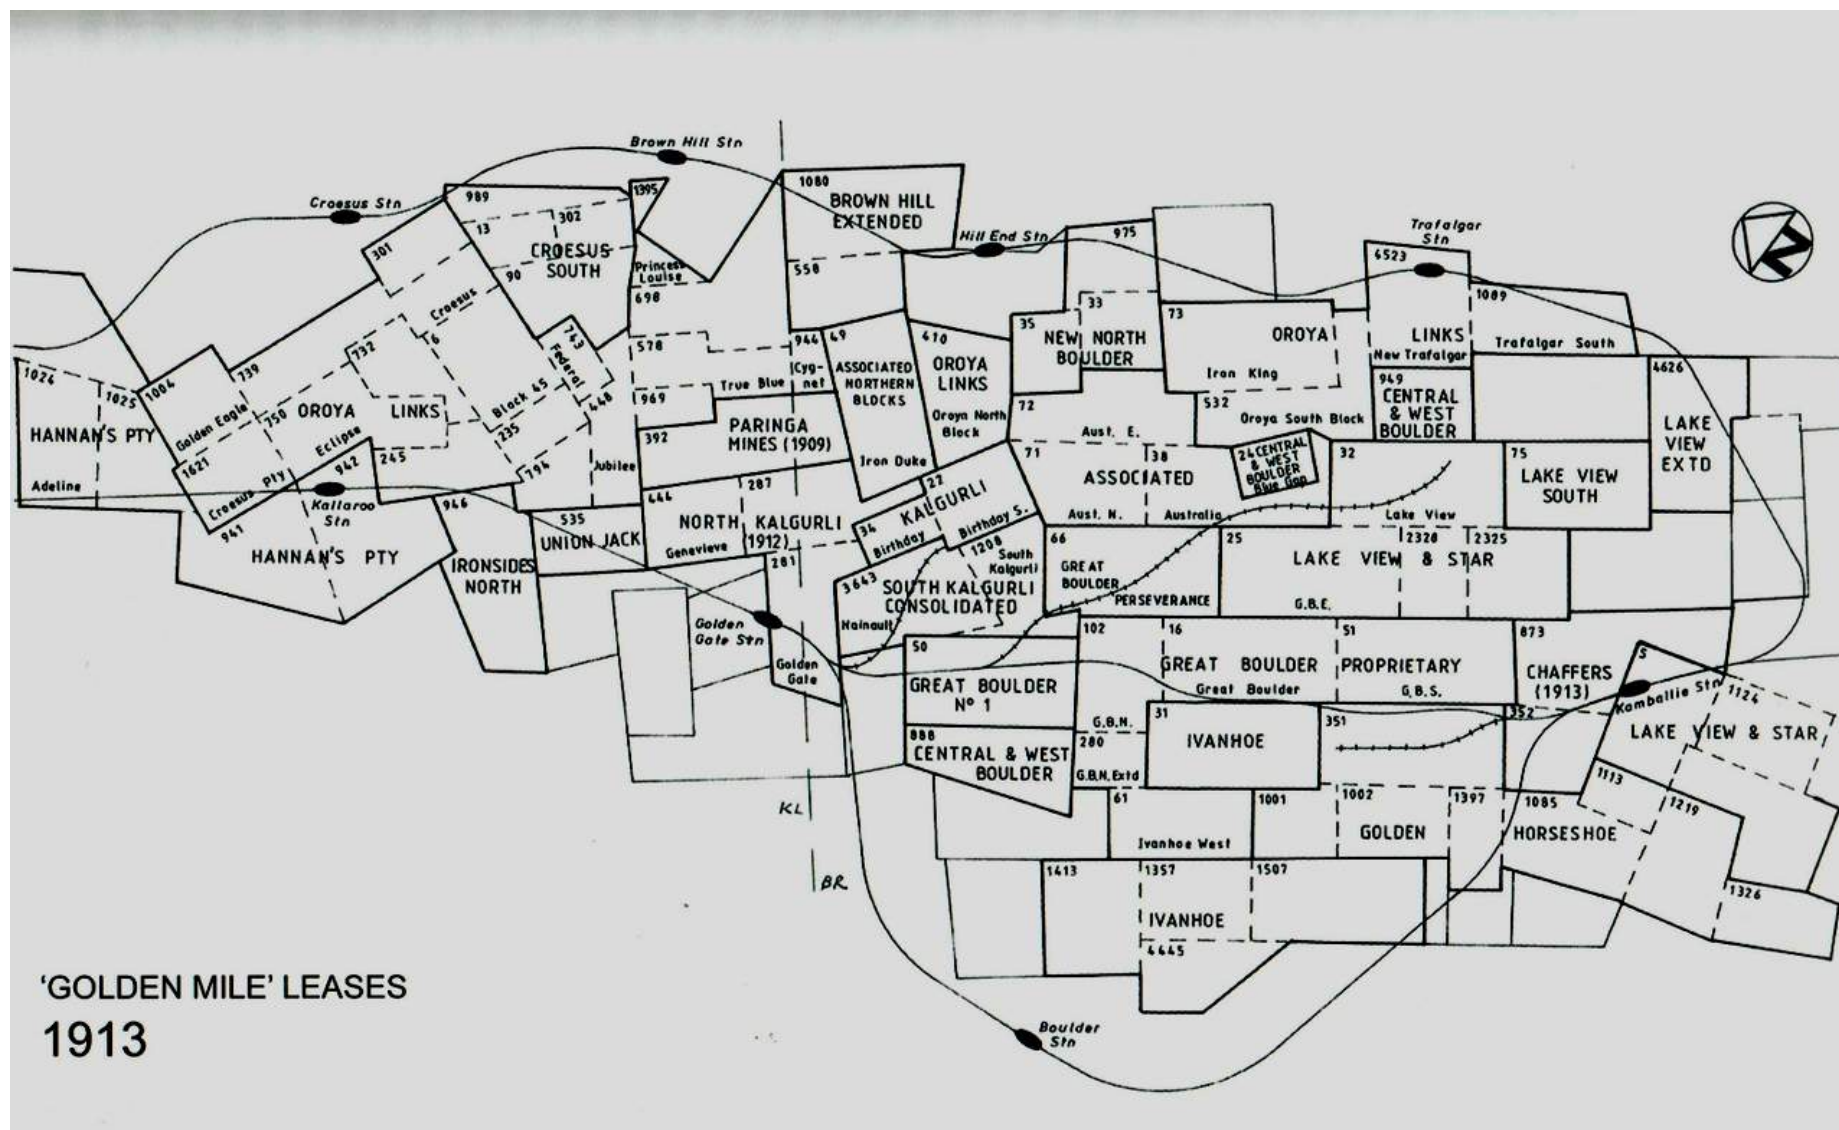 Brown Hill Stn
Croesus Stn
989
1395
1080
BROWN HILL
EXTENDED
302
13
301
CROESUS
SOUTH
90
Princess
Louise
698
558
Hill End Stn
975
Trafalgar
Stn
4523
1089
33
35
NEW NORTH
BOULDER
73
OROYA
LINKS
New Trafalgar
Trafalgar South
Iron King
4626
LAKE
VIEW
EXTD
Croesus
6
732
743
Federal
578
944
Cyg-
net
49
ASSOCIATED
NORTHERN
BLOCKS
410
OROYA
LINKS
Oroya North
Block
Iron Duke
True Blue
969
392
PARINGA
MINES (1909)
1024
1025
HANNAN'S PTY
Adeline
1004
739
Golden Eagle
750
OROYA LINKS
Eclipse
1621
Croesus Pty
942
245
941
Block 45
235
448
794
Jubilee
Kallaroo
Stn
946
HANNAN'S PTY
IRONSIDES
NORTH
535
UNION JACK
444
287
NORTH KALGURLI
(1912)
Genevieve
281
34
22
KALGURLI
Birthday
Birthday S.
1208
South
Kalgurli
3643
SOUTH KALGURLI
CONSOLIDATED
Hainault
Golden
Gate Stn
Golden
Gate
72
Aust. E.
532
Oroya South Block
949
CENTRAL
& WEST
BOULDER
71
38
ASSOCIATED
Aust. N.
Australia
24 CENTRAL
& WEST
BOULDER
Blue Gap
32
Lake View
75
LAKE VIEW
SOUTH
66
GREAT
BOULDER
PERSEVERANCE
25
2328
2325
LAKE VIEW & STAR
G.B.E.
50
GREAT BOULDER
Nº 1
102
16
51
GREAT BOULDER PROPRIETARY
Great Boulder
G.B.S.
873
CHAFFERS
(1913)
5
Kamballie Stn
1124
LAKE VIEW & STAR
G.B.N.
888
CENTRAL & WEST
BOULDER
280
G.B.N. Extd
31
IVANHOE
351
352
1113
1219
61
Ivanhoe West
1001
1002
1397
1085
GOLDEN HORSESHOE
1326
1413
1357
1507
IVANHOE
4445
KL
BR
Boulder
Stn
N
'GOLDEN MILE' LEASES
1913